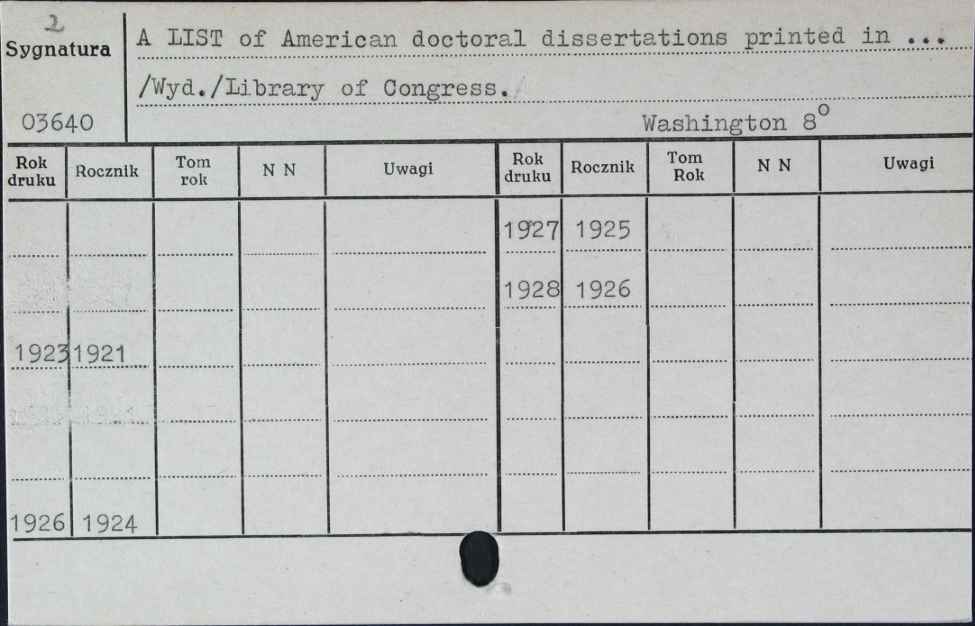 2
Sygnatura
A LIST of American doctoral dissertations printed in ...
/Wyd./Library of Congress.
03640
Washington 8°
Rok druku Rocznik Tom rok N N Uwagi Rok druku Rocznik Tom Rok N N Uwagi
1927 1925
1928 1926
1923 1921
1926 1924